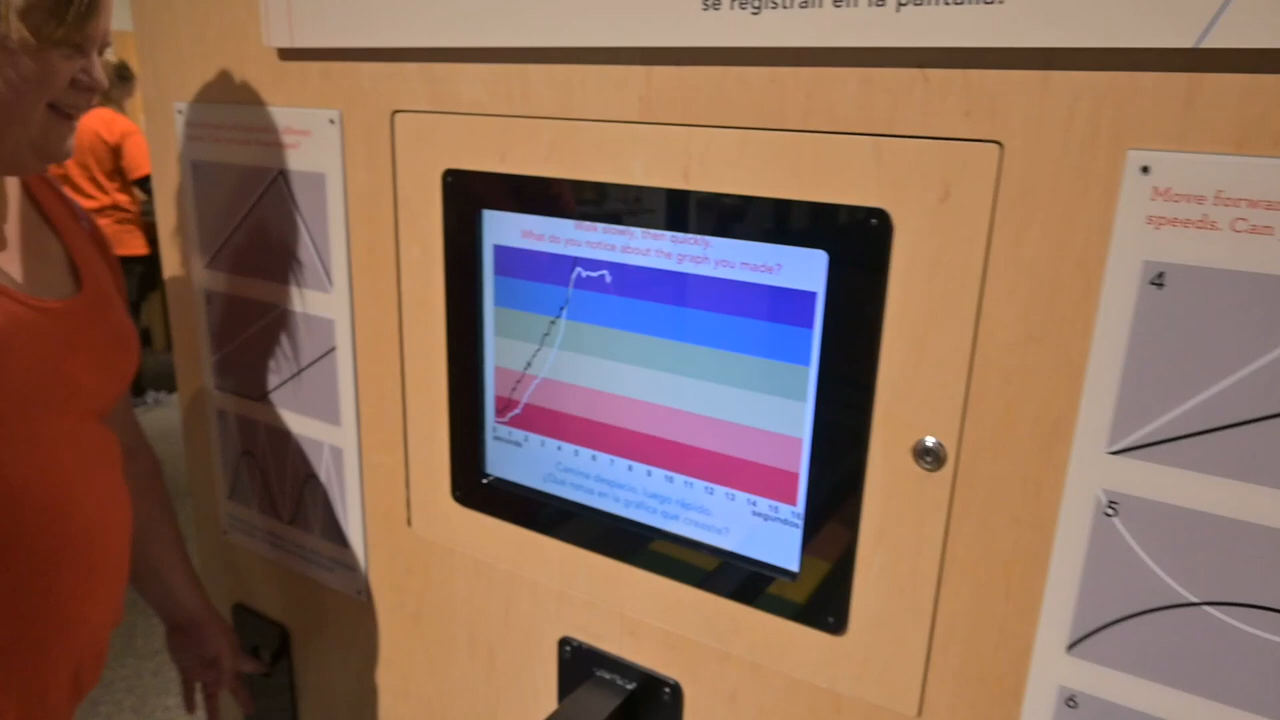 se registran en la pantalla.
Walk slowly, then quickly.
What do you notice about the graph you made?
0 1 2 3 4 5 6 7 8 9 10 11 12 13 14 15 16
seconds
segundos
Camina despacio, luego rápido.
¿Qué notas en la gráfica que creaste?
Move forwar
speeds. Can
4
5
6